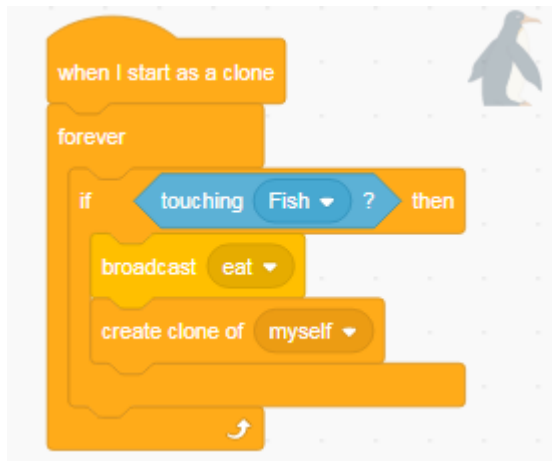 when I start as a clone
forever
if touching Fish ? then
broadcast eat
create clone of myself